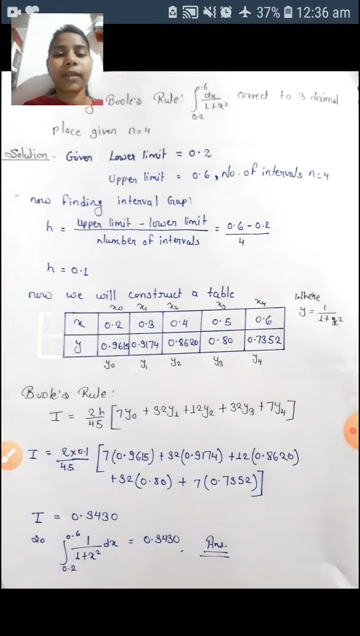 37% 12:36 am
Boole's Rule: ∫0.2^0.6 dx/1+x² correct to 3 decimal
place given n=4
Solution - Given Lower limit = 0.2
Upper limit = 0.6, No. of intervals n=4
now finding interval Gap:
h = Upper limit - lower limit/Number of intervals = 0.6-0.2/4
h = 0.1
now we will construct a table
where y = 1/1+x²
x0 x1 x2 x3 x4
x 0.2 0.3 0.4 0.5 0.6
y 0.9615 0.9174 0.8620 0.80 0.7352
y0 y1 y2 y3 y4
Boole's Rule:
I = 2h/45 [7y0 + 32y1 + 12y2 + 32y3 + 7y4]
I = 2×0.1/45 [7(0.9615) + 32(0.9174) + 12(0.8620)
+ 32(0.80) + 7(0.7352)]
I = 0.3430
So ∫0.2^0.6 1/1+x² dx = 0.3430. Ans.